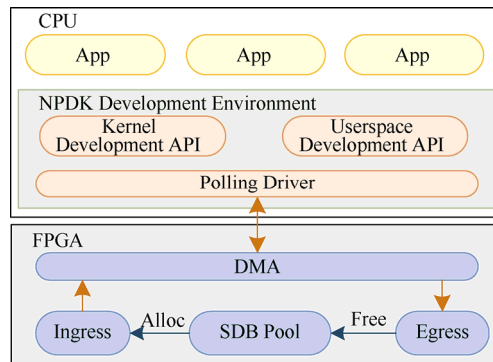 CPU
App
App
App
NPDK Development Environment
Kernel
Development API
Userspace
Development API
Polling Driver
FPGA
DMA
Ingress
Alloc
SDB Pool
Free
Egress